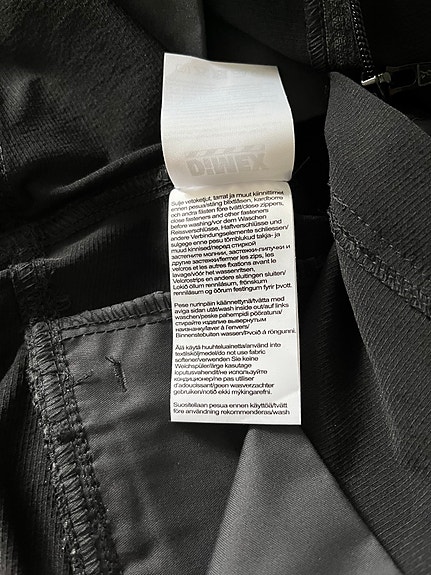 DIMEX
Sulje vetoketjut, tarrat ja muut kiinnittimet
ennen pesua/stäng blixtlåsen, kardborre
och andra fästen före tvätt/close zippers,
close fasteners and other fasteners
before washing/vor dem Waschen
Reissverschlüsse, Haftverschlüsse und
andere Verbindungselemente schliessen/
sulgege enne pesu tõmblukud takja- ja
muud kinnised/перед стиркой
застегните молнии, застежки-липучки и
другие застежки/fermer les zips, les
velcros et les autres fixations avant le
lavage/vóór het wassenritsen,
Velcrostrips en andere sluitingen sluiten/
Lokið öllum rennilásum, frönskum
rennilásum og öðrum festingum fyrir þvott.
Pese nurinpäin käännettynä/tvätta med
aviga sidan utåt/wash inside out/auf links
waschen/peske pahempidi pööratuna/
стирайте изделие вывернутым
наизнанку/laver à l'envers/
Binnenstebuiten wassen/Þvoið á röngunni.
Älä käytä huuhteluainetta/använd inte
textilsköljmedel/do not use fabric
softener/verwenden Sie keine
Weichspüler/ärge kasutage
loputusvahendit/не используйте
кондиционер/ne pas utiliser
d'adoucissant/geen wasverzachter
gebruiken/notið ekki mýkingarefni.
Suositellaan pesua ennen käyttöä/tvätt
före användning rekommenderas/wash